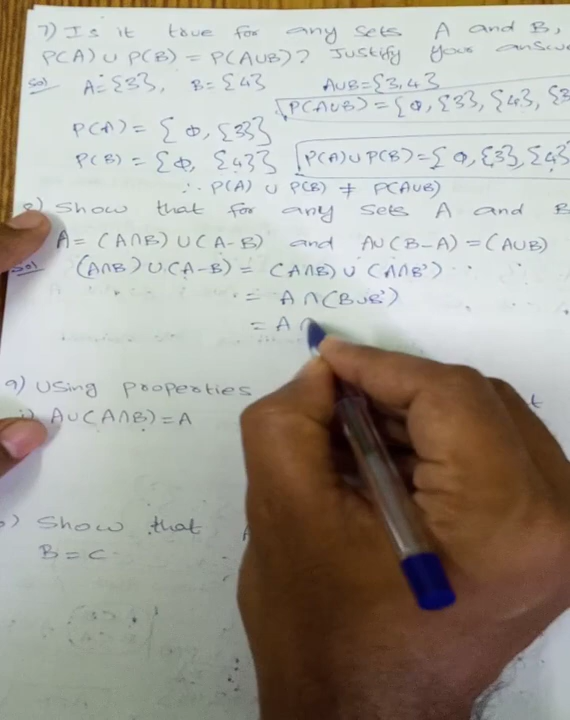 7) Is it true for any sets A and B,
P(A) ∪ P(B) = P(A∪B)? Justify your
Sol A = {3}, B = {4} A∪B = {3,4}
P(A∪B) = {Φ, {3}, {4}, {3
P(A) = { Φ, {3}}
P(B) = {Φ, {4}} P(A)∪P(B) = {Φ, {3}, {4}
∴ P(A) ∪ P(B) ≠ P(A∪B)
8) Show that for any sets A and B
A = (A∩B) ∪ (A-B) and A∪(B-A) = (A∪B)
Sol (A∩B) ∪ (A-B) = (A∩B) ∪ (A∩B')
= A ∩ (B∪B')
= A ∩
9) Using properties
i) A∪(A∩B) = A
) Show that
B = C